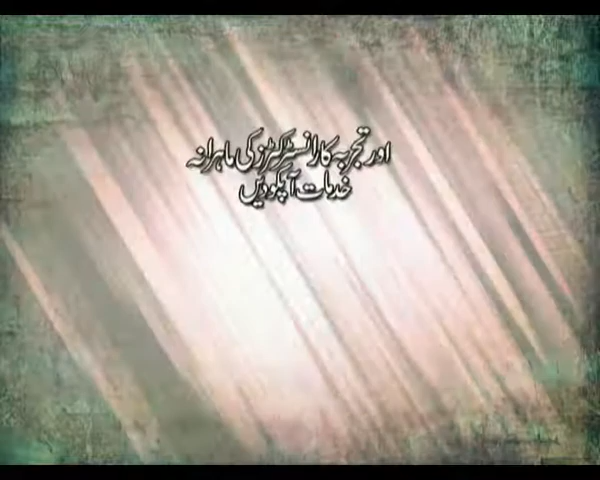 اور تجربہ کار انسٹرکٹرز کی ماہرانہ
خدمات آپکو دیں